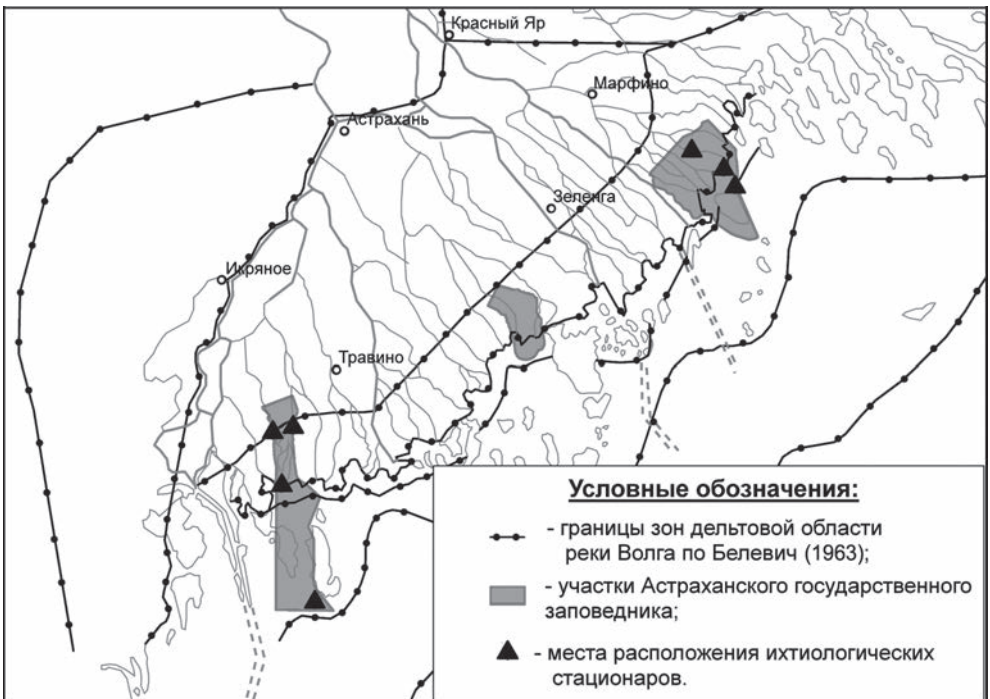 Красный Яр
Марфино
Астрахань
Зеленга
Икряное
Травино
Условные обозначения:
- границы зон дельтовой области
реки Волга по Белевич (1963);
- участки Астраханского государственного
заповедника;
- места расположения ихтиологических
стационаров.